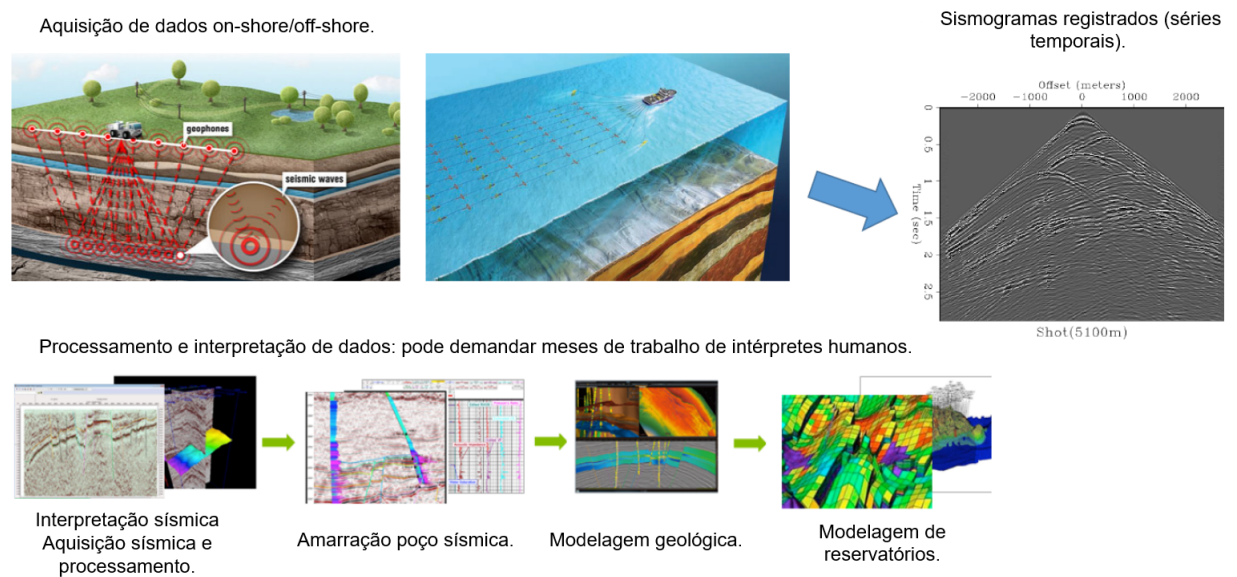 Aquisição de dados on-shore/off-shore.
Sismogramas registrados (séries
temporais).
geophones
seismic waves
Offset (meters)
−2000 −1000 0 1000 2000
0
0.5
1
1.5
2
2.5
Time (sec)
Shot(5100m)
Processamento e interpretação de dados: pode demandar meses de trabalho de intérpretes humanos.
Interpretação sísmica
Aquisição sísmica e
processamento.
Amarração poço sísmica.
Modelagem geológica.
Modelagem de
reservatórios.